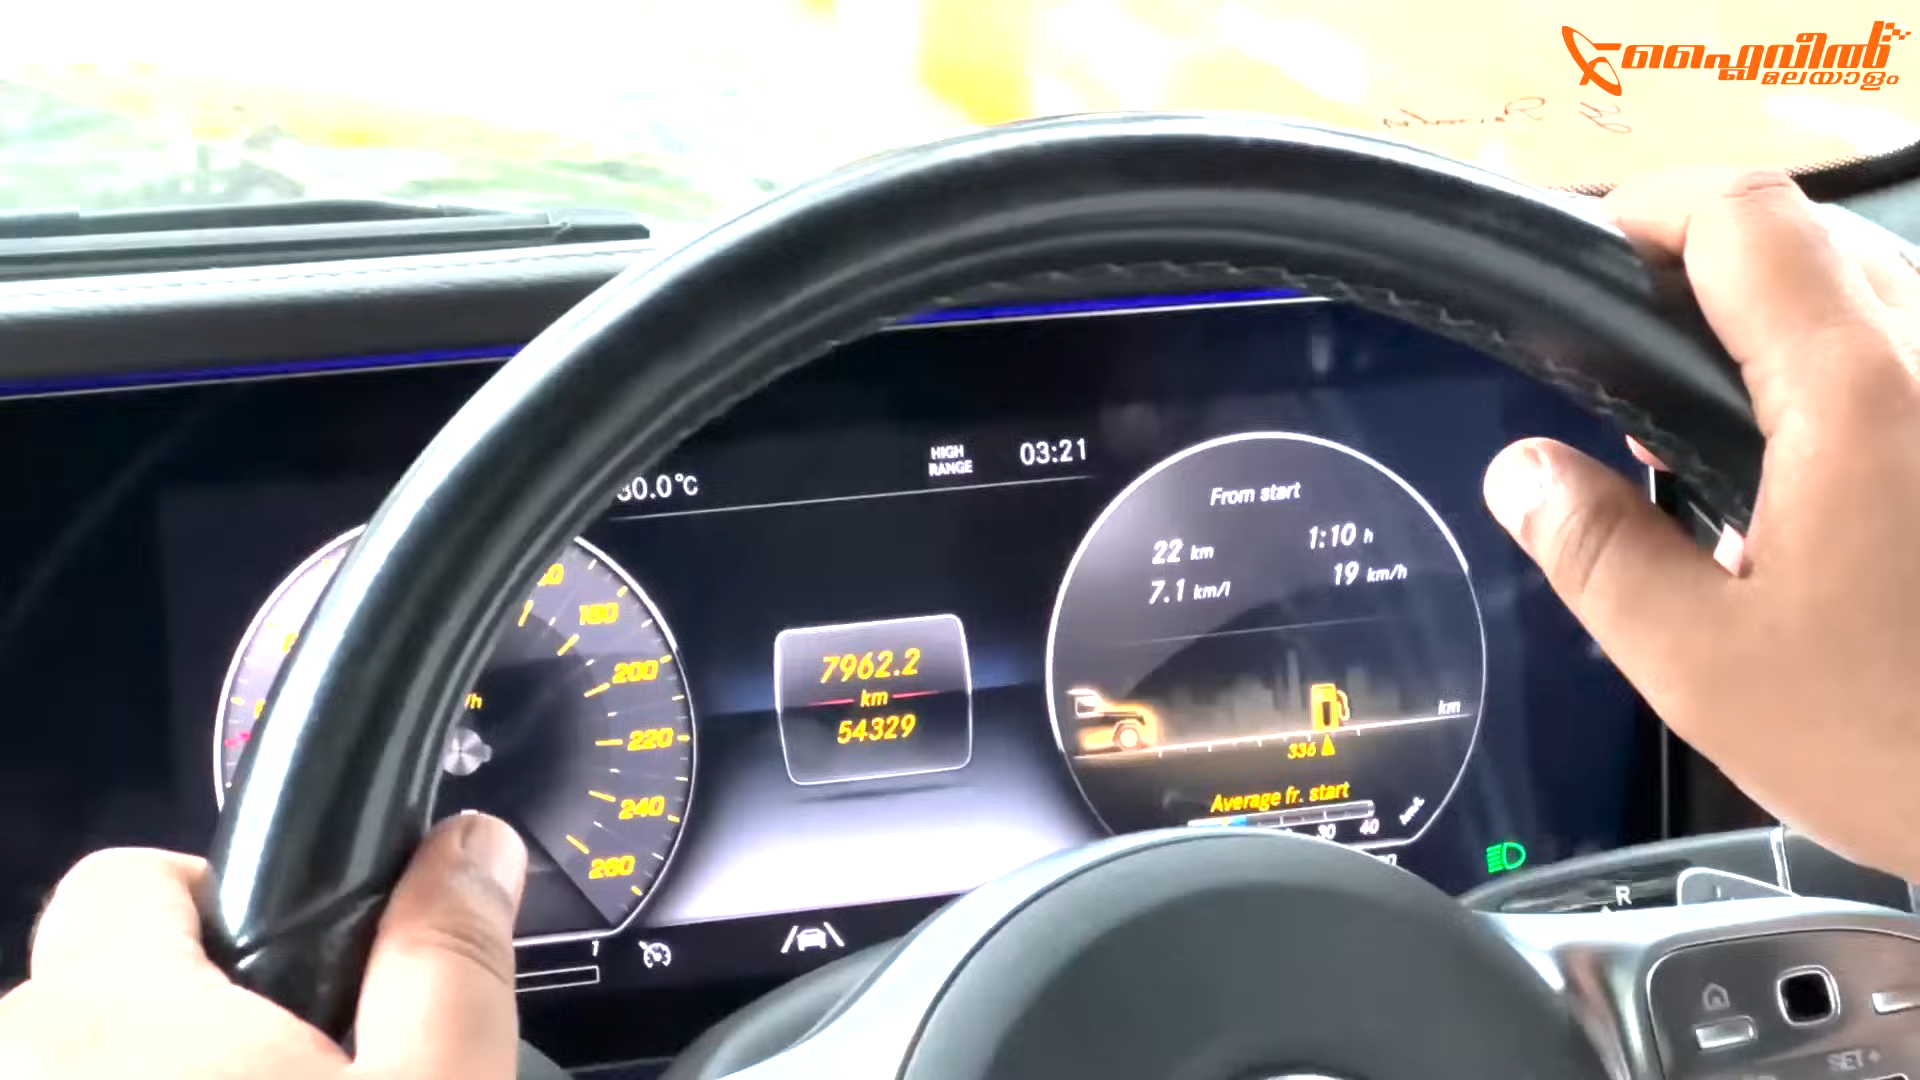 ഫ്ലൈവീൽ
മലയാളം
30.0°C
HIGH
RANGE
03:21
From start
22 km
1:10 h
7.1 km/l
19 km/h
180
200
220
240
260
/h
7962.2
km
54329
km
336
Average fr. start
30 40
1
R
SET +